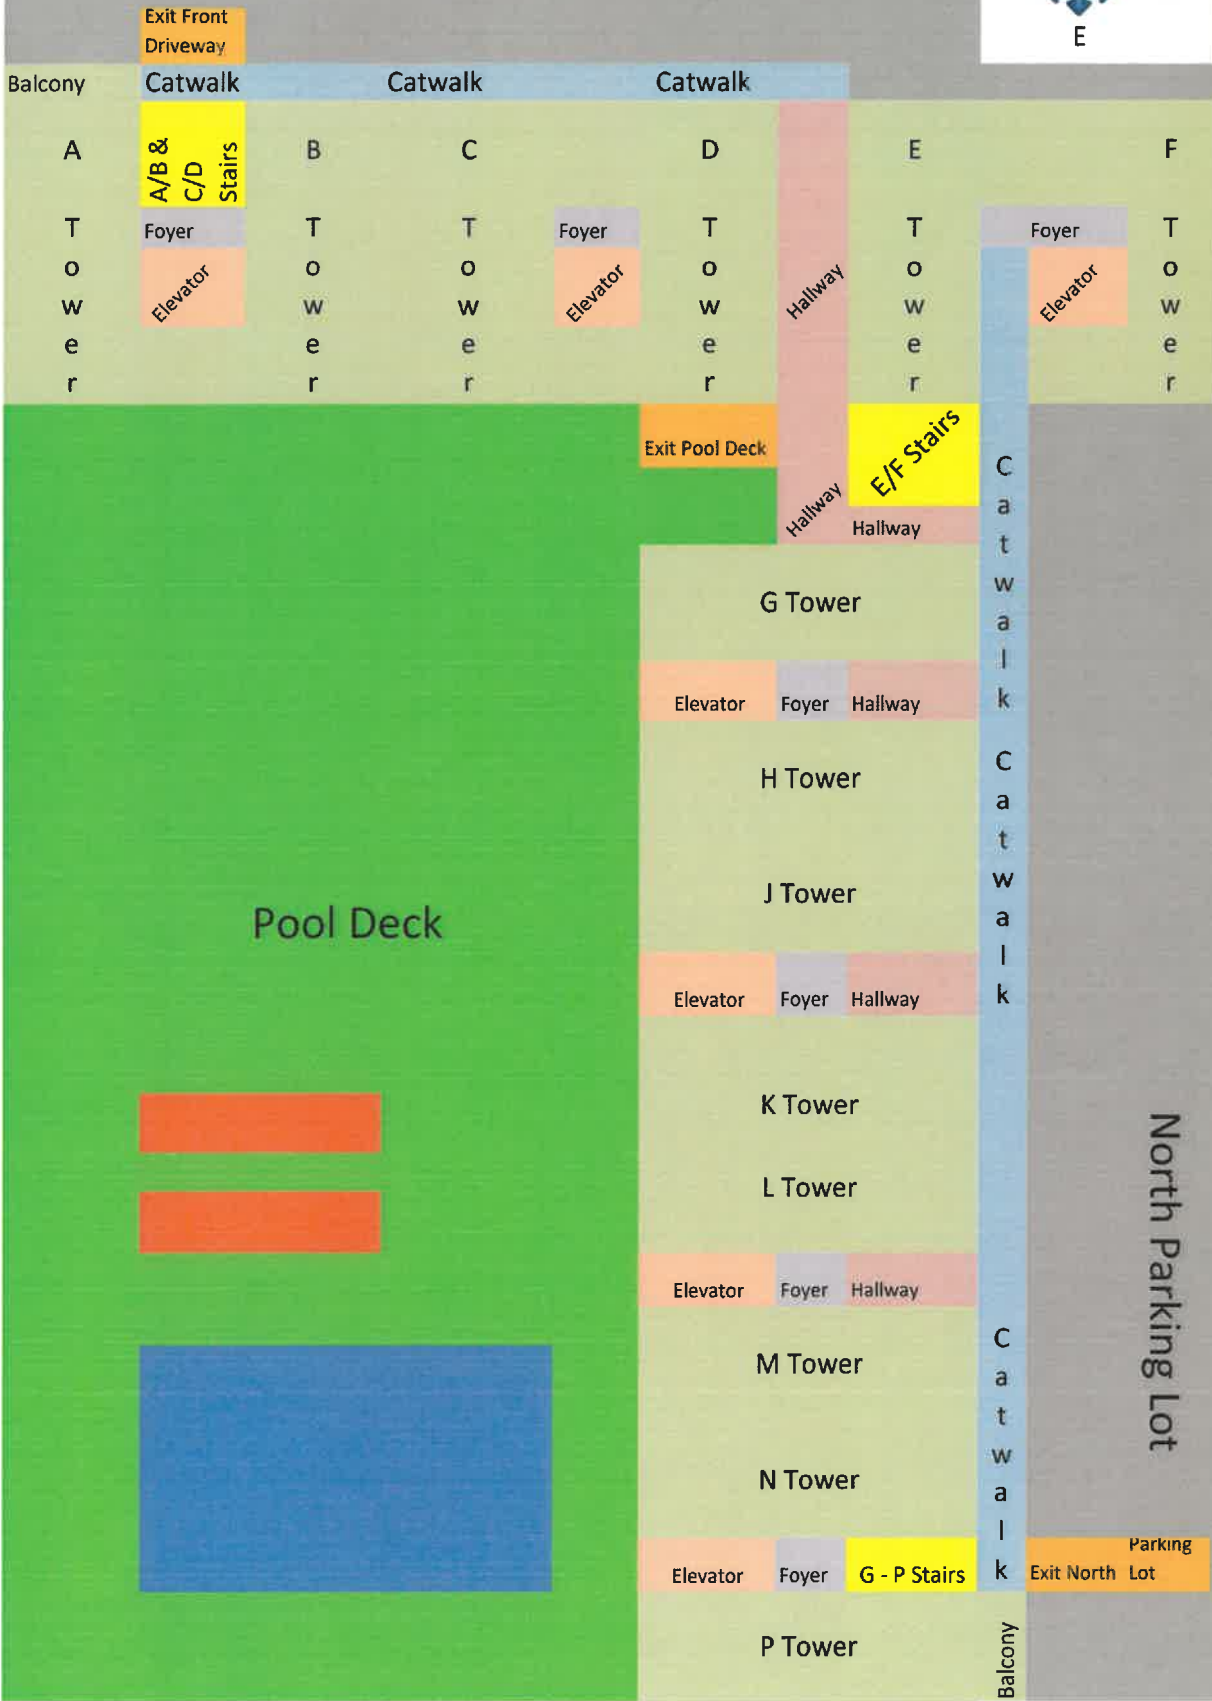 Exit Front
Driveway
E
Balcony
Catwalk
Catwalk
Catwalk
A Tower
A/B &
C/D
Stairs
Foyer
Elevator
B Tower
C Tower
Foyer
Elevator
D Tower
Hallway
E Tower
Foyer
Elevator
F Tower
Exit Pool Deck
Hallway
E/F Stairs
Hallway
Catwalk
G Tower
Elevator
Foyer
Hallway
H Tower
Catwalk
J Tower
Pool Deck
Elevator
Foyer
Hallway
K Tower
L Tower
North Parking Lot
Elevator
Foyer
Hallway
M Tower
Catwalk
N Tower
Elevator
Foyer
G - P Stairs
Parking
Exit North Lot
P Tower
Balcony